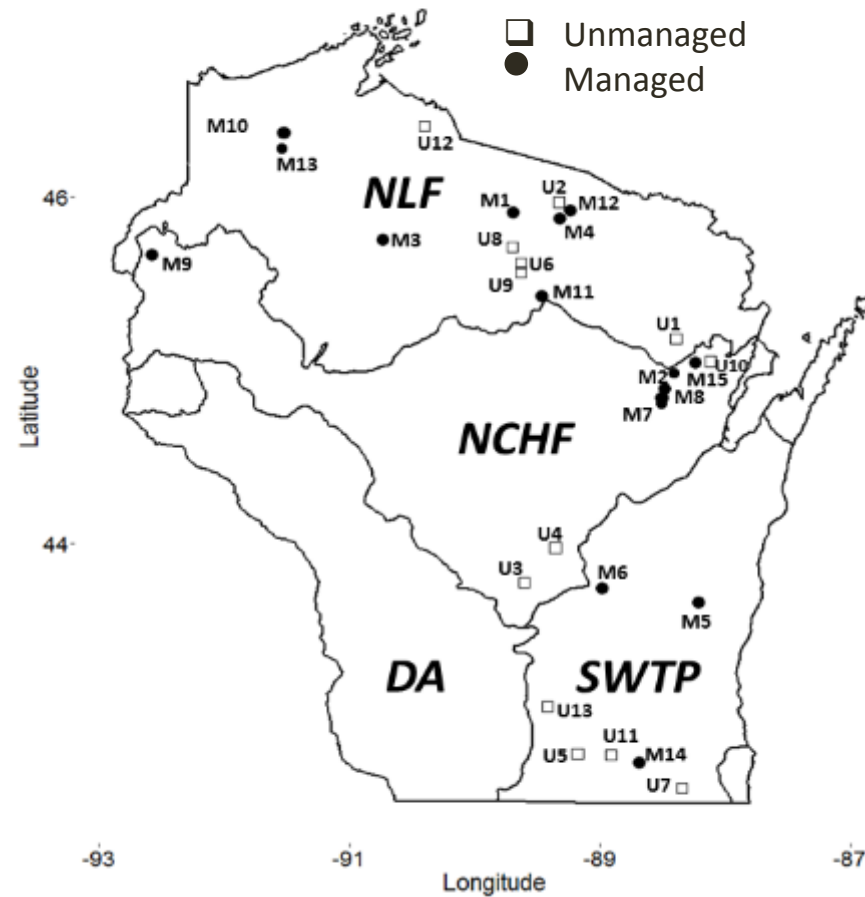 Unmanaged
Managed
M10
U12
M13
NLF
U2
46
M1
M12
M4
U8
M3
M9
U6
U9
M11
U1
M2
U10
M15
M8
M7
Latitude
NCHF
U4
44
U3
M6
M5
DA
SWTP
U13
U11
U5
M14
U7
-93
-91
-89
-87
Longitude